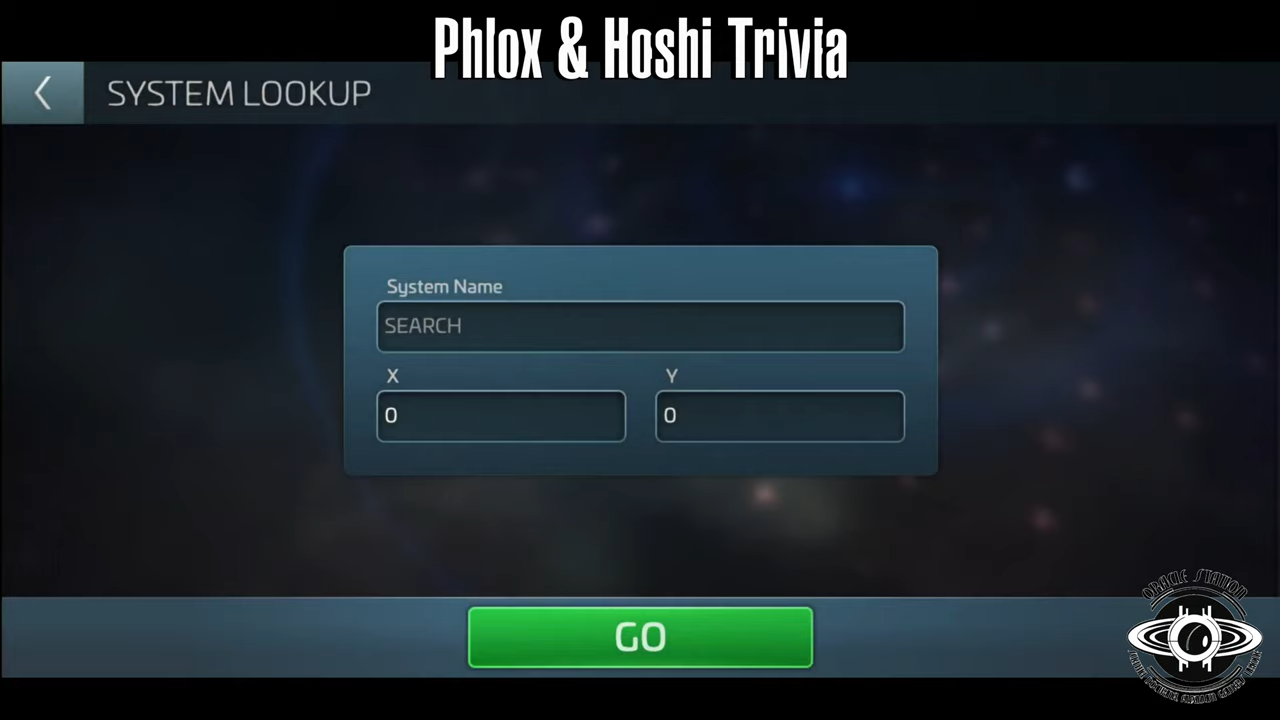 Phlox & Hoshi Trivia
SYSTEM LOOKUP
System Name
SEARCH
X
Y
0
0
GO
ORACLE STATION